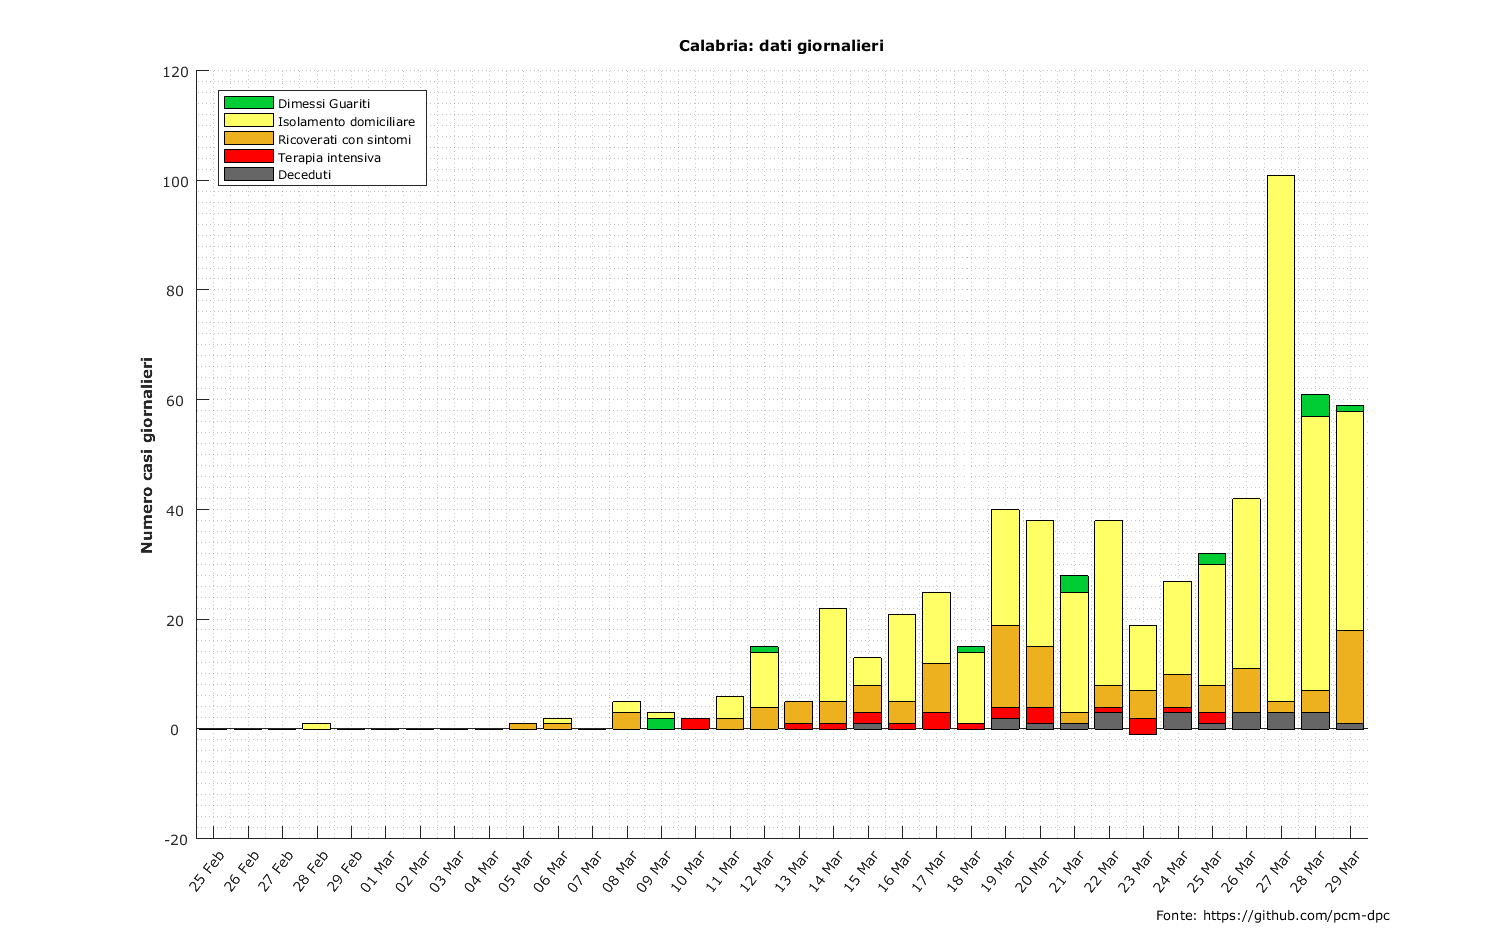 Calabria: dati giornalieri
120
100
80
60
40
20
0
-20
Numero casi giornalieri
Dimessi Guariti
Isolamento domiciliare
Ricoverati con sintomi
Terapia intensiva
Deceduti
25 Feb
26 Feb
27 Feb
28 Feb
29 Feb
01 Mar
02 Mar
03 Mar
04 Mar
05 Mar
06 Mar
07 Mar
08 Mar
09 Mar
10 Mar
11 Mar
12 Mar
13 Mar
14 Mar
15 Mar
16 Mar
17 Mar
18 Mar
19 Mar
20 Mar
21 Mar
22 Mar
23 Mar
24 Mar
25 Mar
26 Mar
27 Mar
28 Mar
29 Mar
Fonte: https://github.com/pcm-dpc